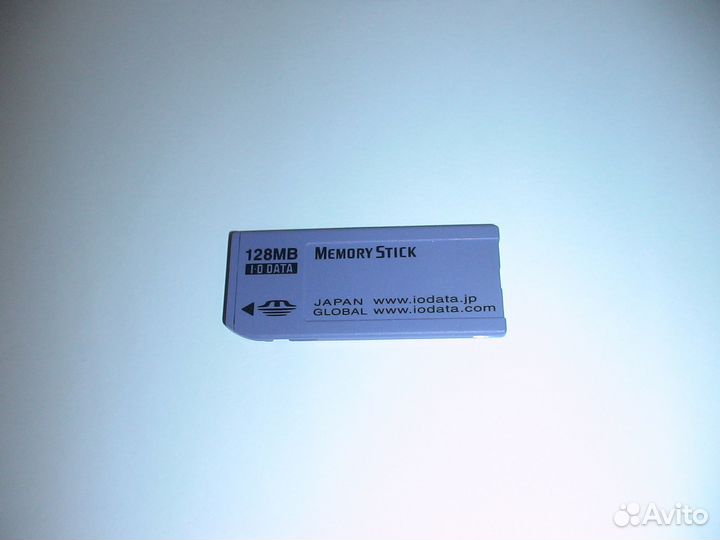 128MB
I·O DATA
MEMORY STICK
JAPAN www.iodata.jp
GLOBAL www.iodata.com
Avito